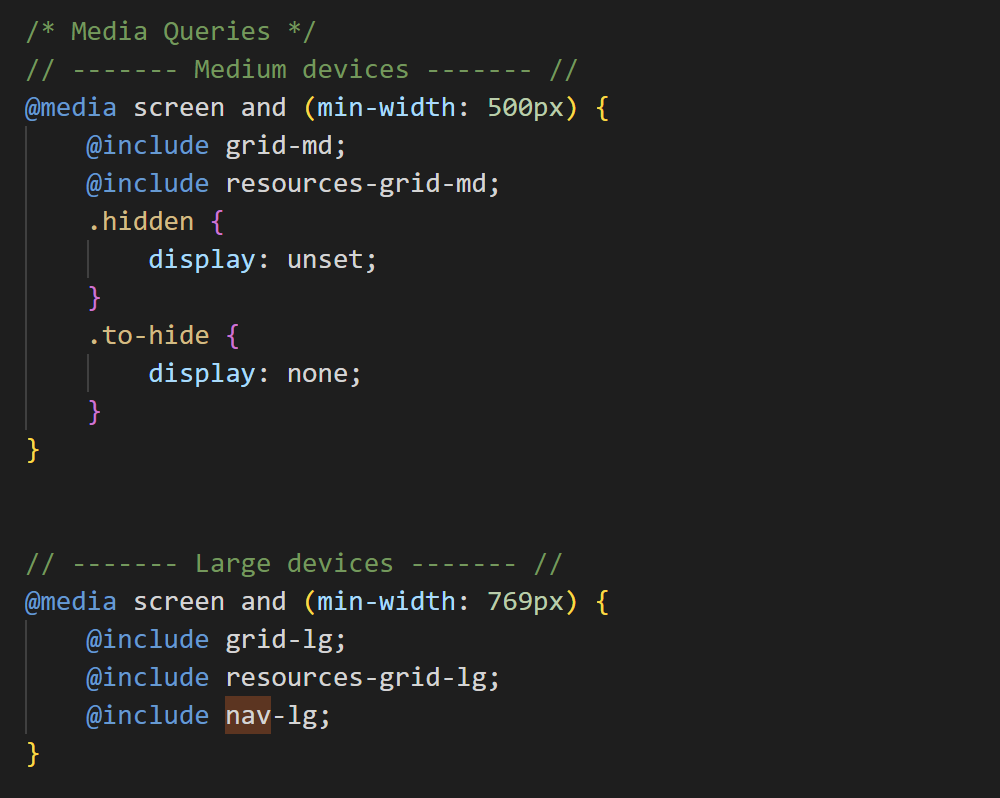 /* Media Queries */
// ------- Medium devices ------- //
@media screen and (min-width: 500px) {
    @include grid-md;
    @include resources-grid-md;
    .hidden {
        display: unset;
    }
    .to-hide {
        display: none;
    }
}
// ------- Large devices ------- //
@media screen and (min-width: 769px) {
    @include grid-lg;
    @include resources-grid-lg;
    @include nav-lg;
}